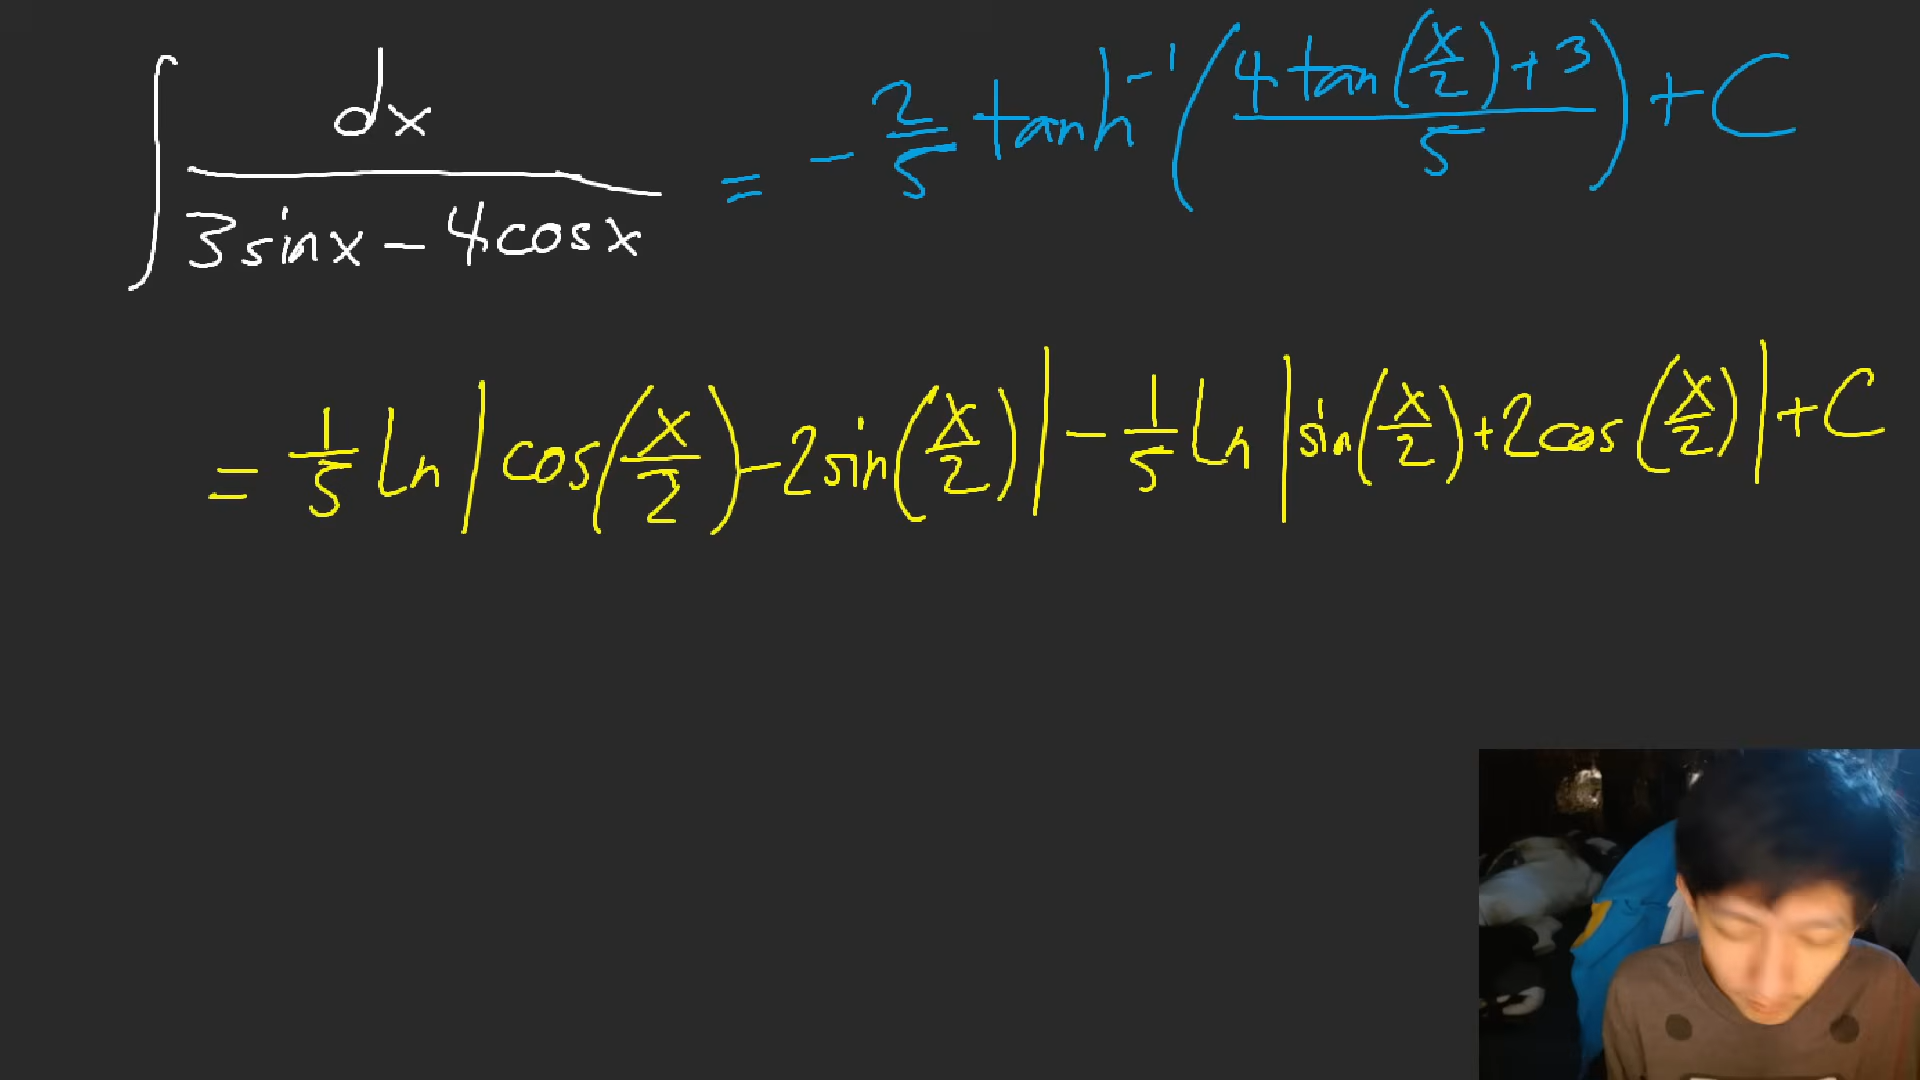 ∫ dx / (3sinx - 4cosx) = -2/5 tanh⁻¹((4tan(x/2)+3)/5) + C
= 1/5 ln|cos(x/2) - 2sin(x/2)| - 1/5 ln|sin(x/2) + 2cos(x/2)| + C